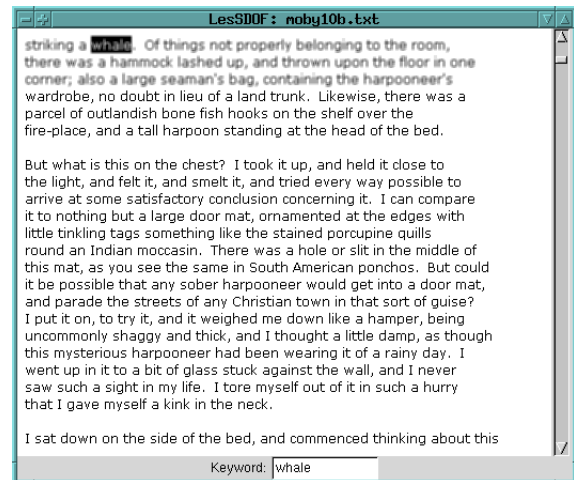 LesSDOF: moby10b.txt
striking a whale.  Of things not properly belonging to the room,
there was a hammock lashed up, and thrown upon the floor in one
corner; also a large seaman's bag, containing the harpooneer's
wardrobe, no doubt in lieu of a land trunk.  Likewise, there was a
parcel of outlandish bone fish hooks on the shelf over the
fire-place, and a tall harpoon standing at the head of the bed.

But what is this on the chest?  I took it up, and held it close to
the light, and felt it, and smelt it, and tried every way possible to
arrive at some satisfactory conclusion concerning it.  I can compare
it to nothing but a large door mat, ornamented at the edges with
little tinkling tags something like the stained porcupine quills
round an Indian moccasin.  There was a hole or slit in the middle of
this mat, as you see the same in South American ponchos.  But could
it be possible that any sober harpooneer would get into a door mat,
and parade the streets of any Christian town in that sort of guise?
I put it on, to try it, and it weighed me down like a hamper, being
uncommonly shaggy and thick, and I thought a little damp, as though
this mysterious harpooneer had been wearing it of a rainy day.  I
went up in it to a bit of glass stuck against the wall, and I never
saw such a sight in my life.  I tore myself out of it in such a hurry
that I gave myself a kink in the neck.

I sat down on the side of the bed, and commenced thinking about this
Keyword: whale